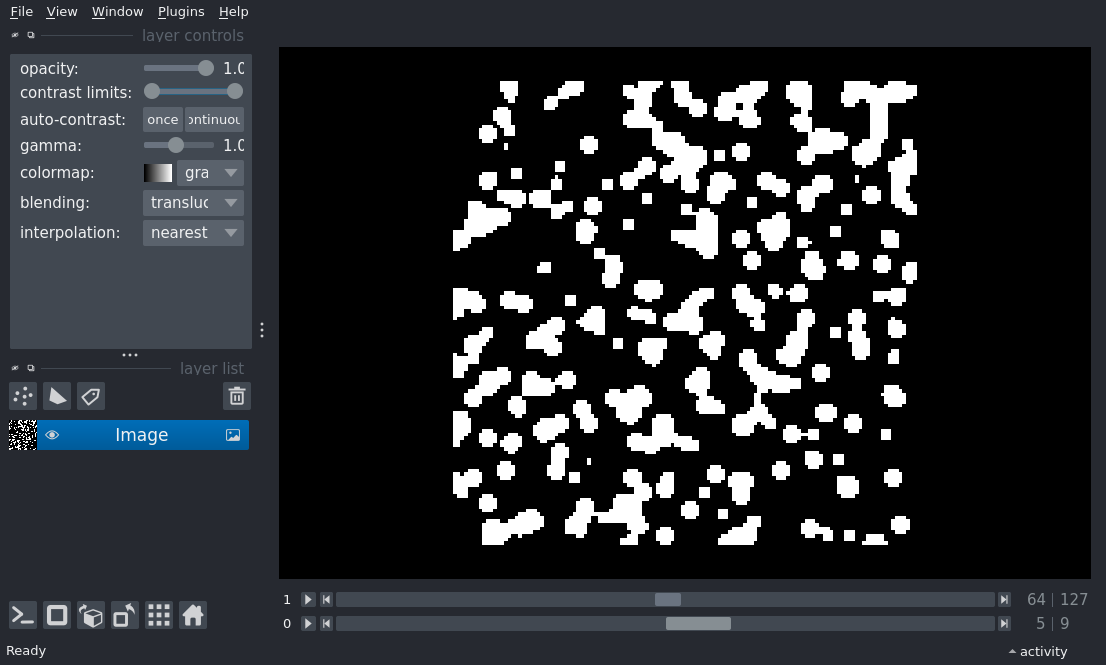 File View Window Plugins Help
layer controls
opacity: 1.0
contrast limits:
auto-contrast: once ontinuou
gamma: 1.0
colormap: gra
blending: transluc
interpolation: nearest
layer list
Image
1 64 | 127
0 5 | 9
Ready activity